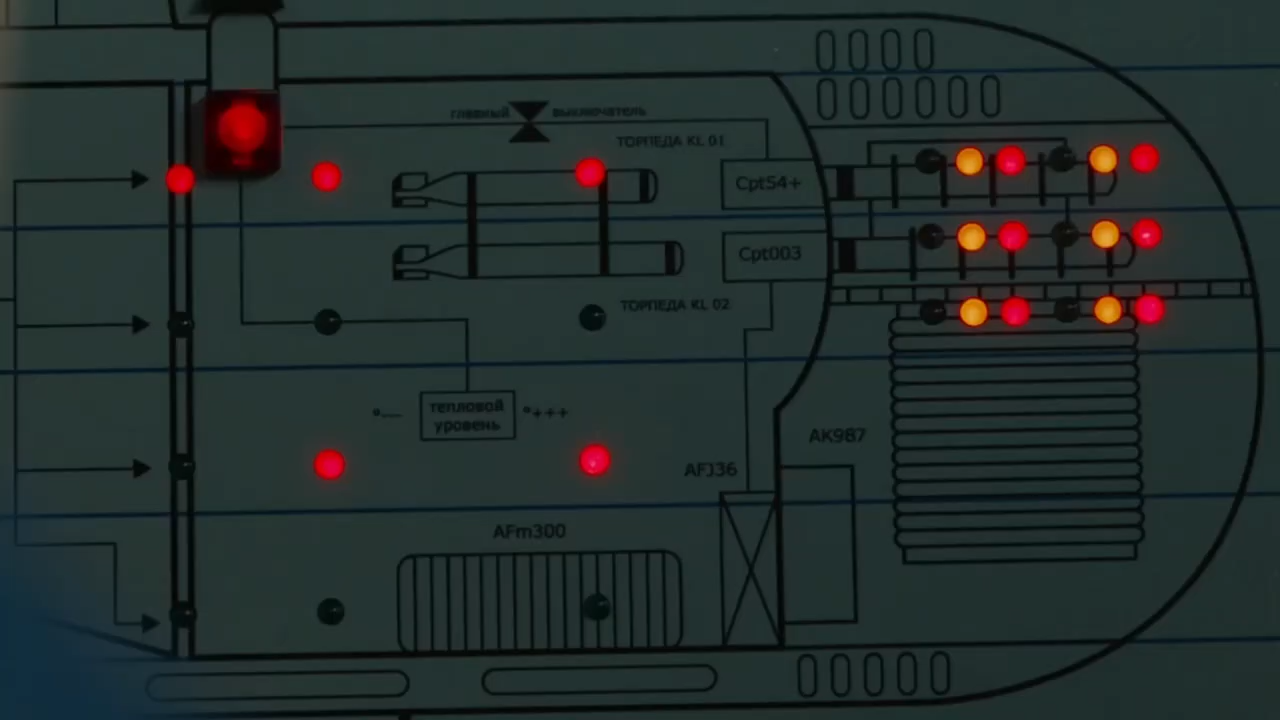 главный выключатель
ТОРПЕДА KL 01
Cpt54+
Cpt003
ТОРПЕДА KL 02
°--- тепловой °+++
уровень
AK987
AFJ36
AFm300